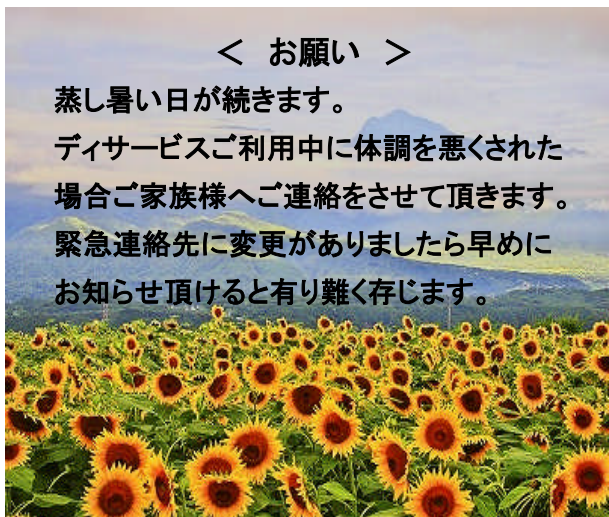 ＜　お願い　＞
蒸し暑い日が続きます。
ディサービスご利用中に体調を悪くされた
場合ご家族様へご連絡をさせて頂きます。
緊急連絡先に変更がありましたら早めに
お知らせ頂けると有り難く存じます。